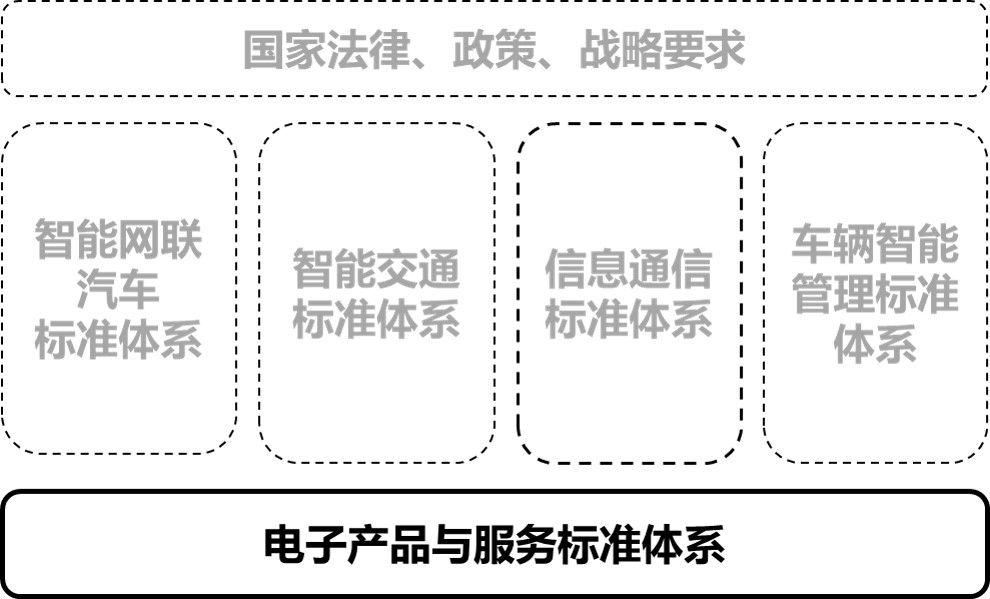 国家法律、政策、战略要求
智能网联
汽车
标准体系
智能交通
标准体系
信息通信
标准体系
车辆智能
管理标准
体系
电子产品与服务标准体系